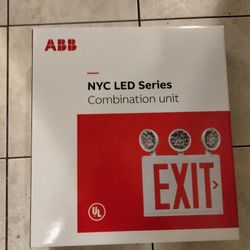 ABB
NYC LED Series
Combination unit
EXIT
UL